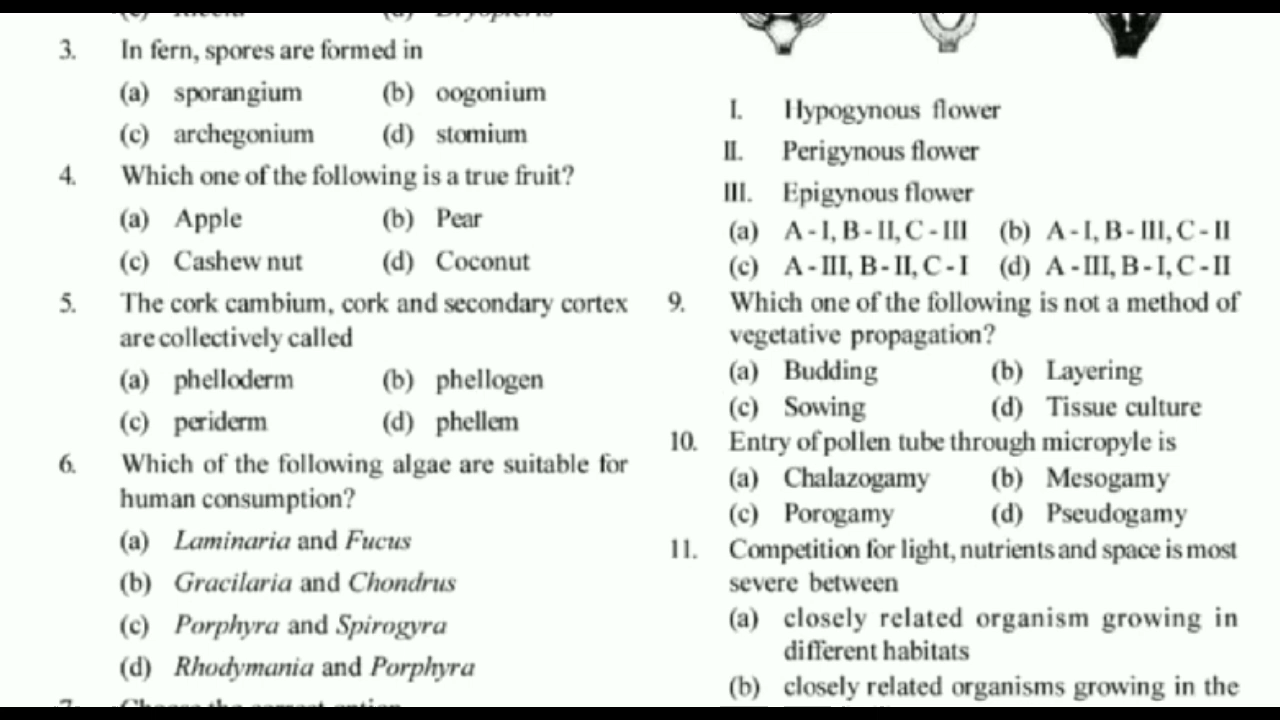 3. In fern, spores are formed in
(a) sporangium (b) oogonium
(c) archegonium (d) stomium
4. Which one of the following is a true fruit?
(a) Apple (b) Pear
(c) Cashew nut (d) Coconut
5. The cork cambium, cork and secondary cortex
are collectively called
(a) phelloderm (b) phellogen
(c) periderm (d) phellem
6. Which of the following algae are suitable for
human consumption?
(a) Laminaria and Fucus
(b) Gracilaria and Chondrus
(c) Porphyra and Spirogyra
(d) Rhodymania and Porphyra
I. Hypogynous flower
II. Perigynous flower
III. Epigynous flower
(a) A - I, B - II, C - III (b) A - I, B - III, C - II
(c) A - III, B - II, C - I (d) A - III, B - I, C - II
9. Which one of the following is not a method of
vegetative propagation?
(a) Budding (b) Layering
(c) Sowing (d) Tissue culture
10. Entry of pollen tube through micropyle is
(a) Chalazogamy (b) Mesogamy
(c) Porogamy (d) Pseudogamy
11. Competition for light, nutrients and space is most
severe between
(a) closely related organism growing in
different habitats
(b) closely related organisms growing in the